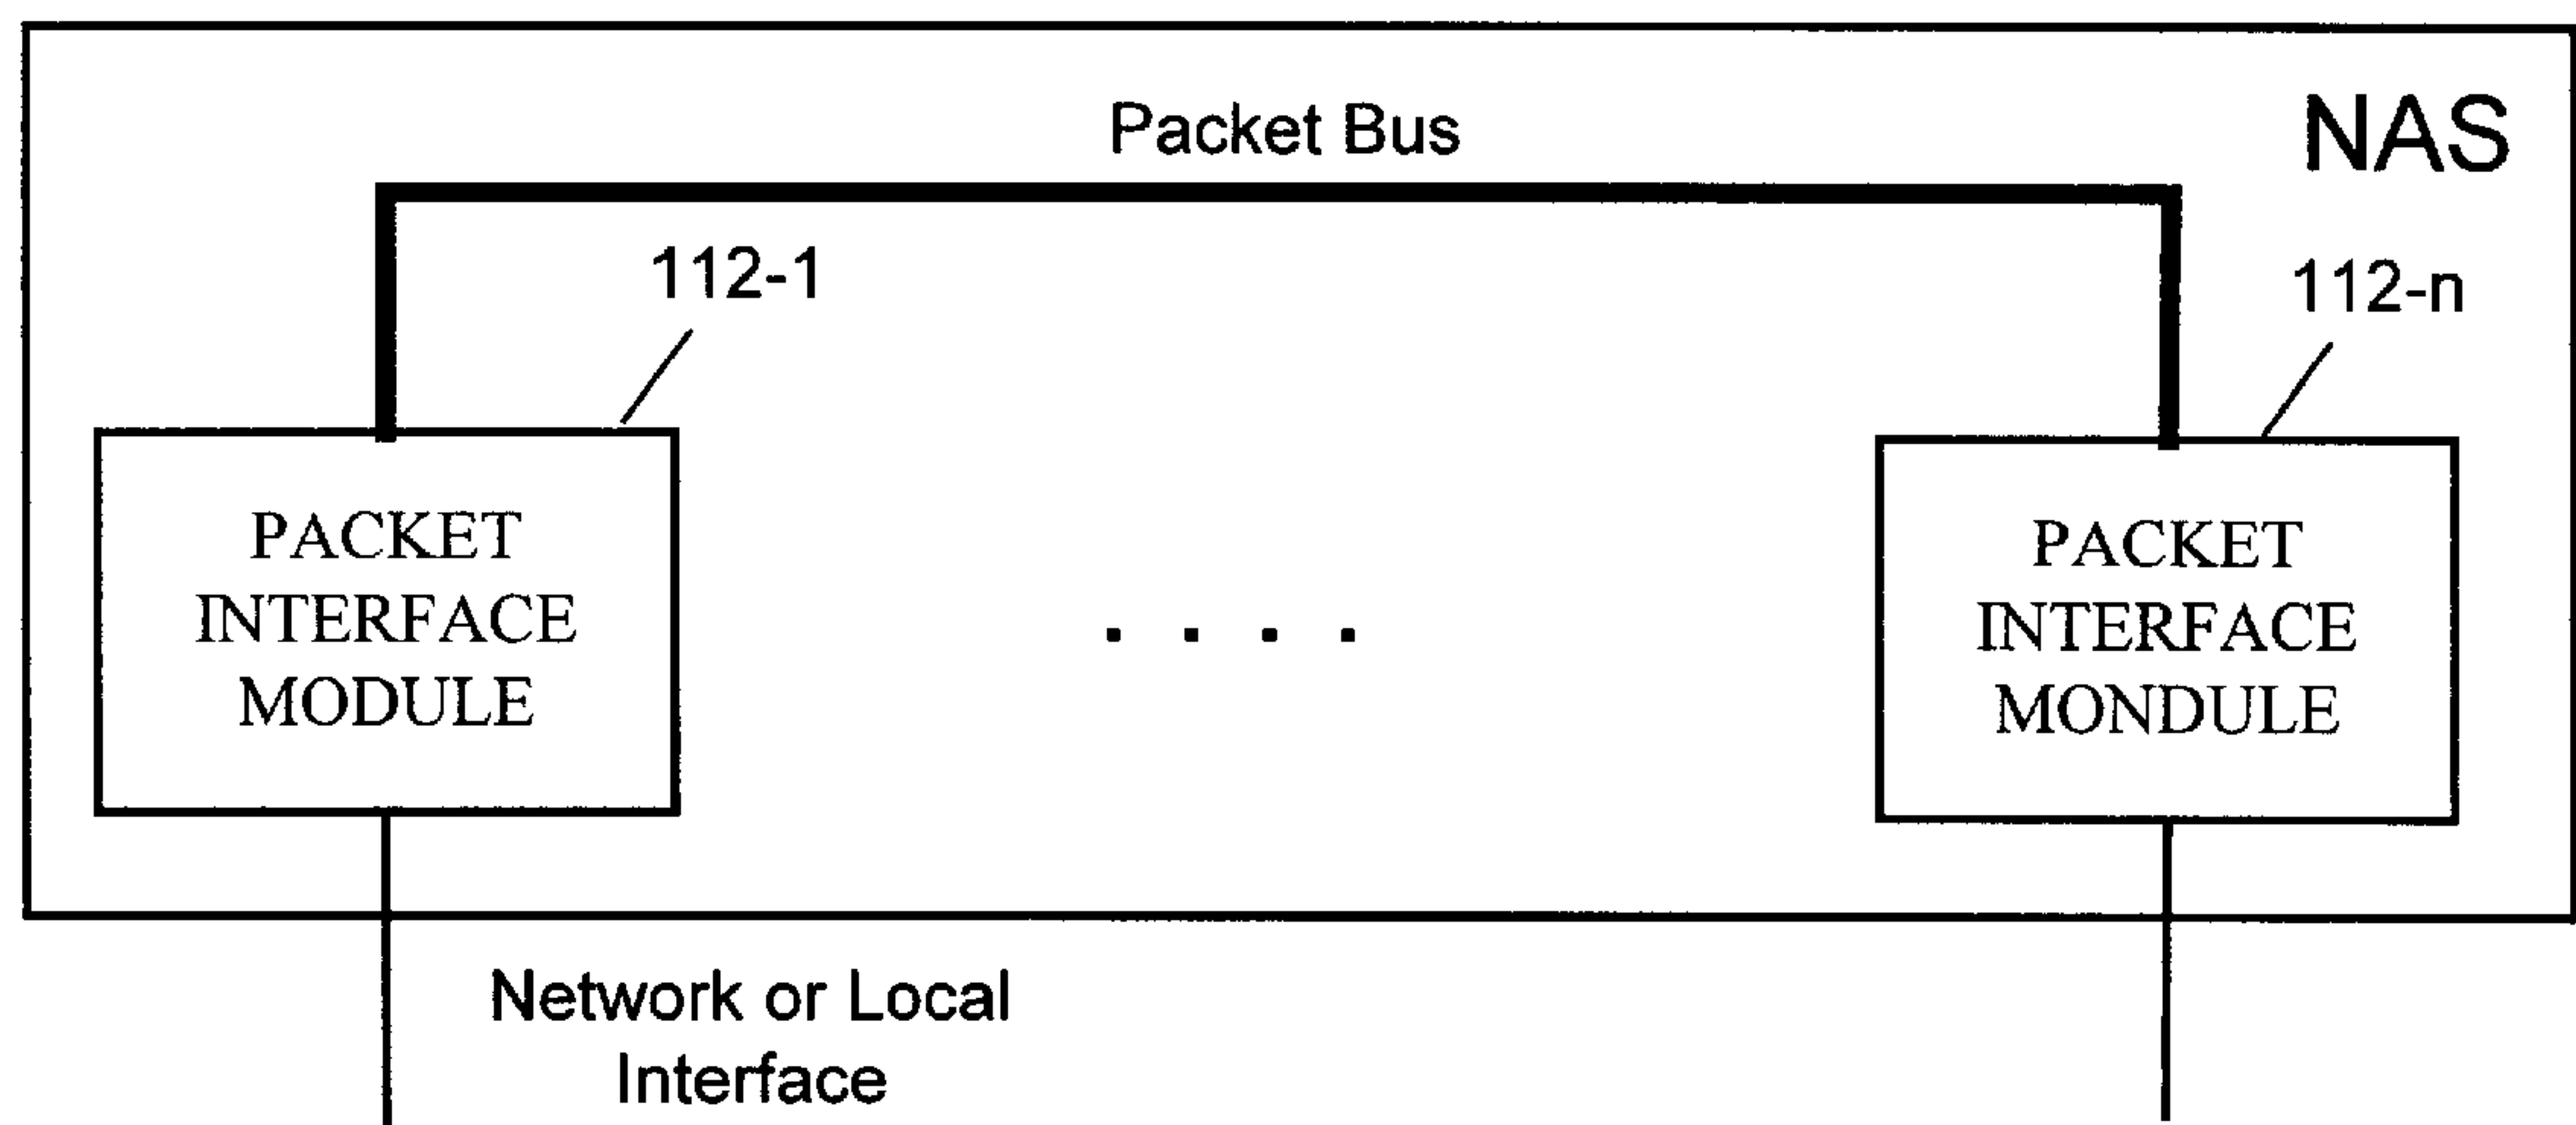 NAS
Packet Bus
112-1
112-n
PACKET
INTERFACE
MODULE
PACKET
INTERFACE
MONDULE
Network or Local
Interface